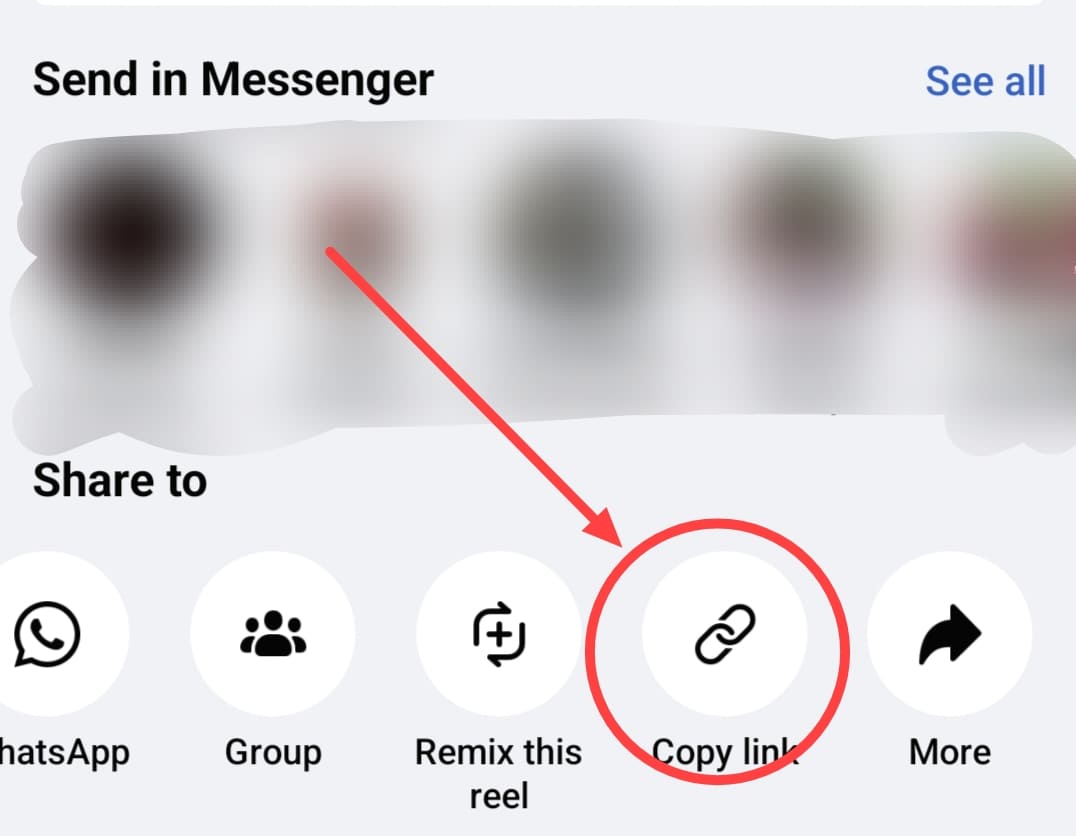 Send in Messenger
See all
Share to
hatsApp
Group
Remix this
reel
Copy link
More